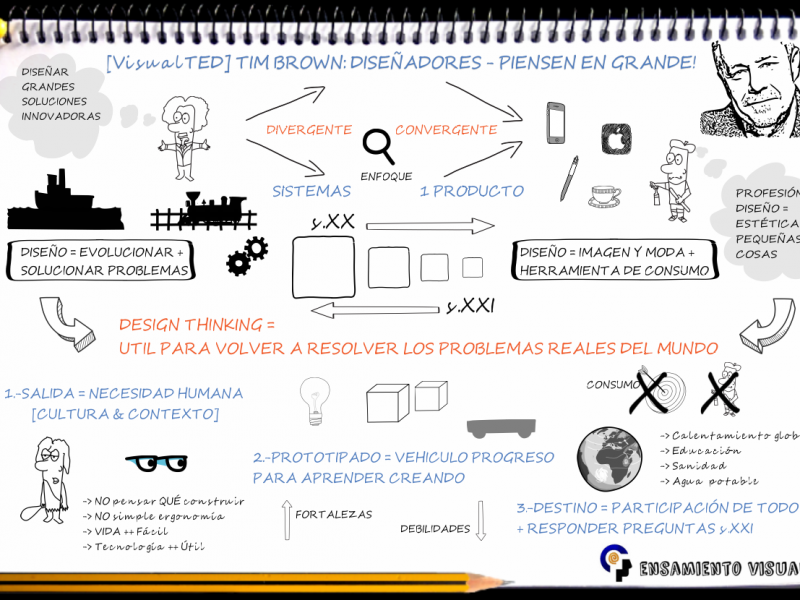 [VisualTED] TIM BROWN: DISEÑADORES - PIENSEN EN GRANDE!
DISEÑAR
GRANDES
SOLUCIONES
INNOVADORAS
DIVERGENTE
CONVERGENTE
ENFOQUE
SISTEMAS
1 PRODUCTO
PROFESIÓN
DISEÑO =
ESTÉTICA
PEQUEÑAS
COSAS
s.XX
DISEÑO = EVOLUCIONAR +
SOLUCIONAR PROBLEMAS
DISEÑO = IMAGEN Y MODA +
HERRAMIENTA DE CONSUMO
s.XXI
DESIGN THINKING =
UTIL PARA VOLVER A RESOLVER LOS PROBLEMAS REALES DEL MUNDO
1.-SALIDA = NECESIDAD HUMANA
[CULTURA & CONTEXTO]
CONSUMO
2.-PROTOTIPADO = VEHICULO PROGRESO
PARA APRENDER CREANDO
-> Calentamiento glob
-> Educación
-> Sanidad
-> Agua potable
-> NO pensar QUÉ construir
-> NO simple ergonomía
-> VIDA ++ Fácil
-> Tecnología ++ Útil
FORTALEZAS
DEBILIDADES
3.-DESTINO = PARTICIPACIÓN DE TODO
+ RESPONDER PREGUNTAS s.XXI
ENSAMIENTO VISUA